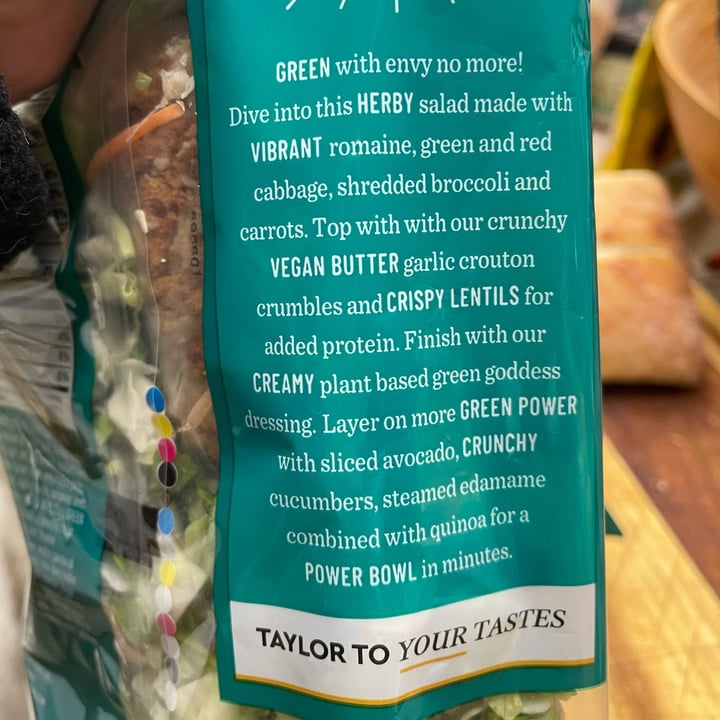 GREEN with envy no more!
Dive into this HERBY salad made with
VIBRANT romaine, green and red
cabbage, shredded broccoli and
carrots. Top with with our crunchy
VEGAN BUTTER garlic crouton
crumbles and CRISPY LENTILS for
added protein. Finish with our
CREAMY plant based green goddess
dressing. Layer on more GREEN POWER
with sliced avocado, CRUNCHY
cucumbers, steamed edamame
combined with quinoa for a
POWER BOWL in minutes.
TAYLOR TO YOUR TASTES